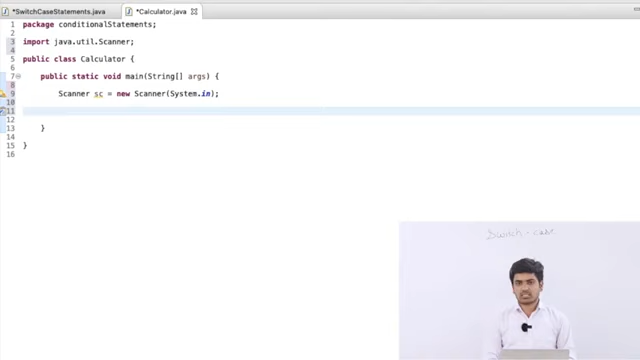 *SwitchCaseStatements.java *Calculator.java
1 package conditionalStatements;
2
3 import java.util.Scanner;
4
5 public class Calculator {
6
7 public static void main(String[] args) {
8
9 Scanner sc = new Scanner(System.in);
10
11
12
13 }
14
15 }
16
Switch - case